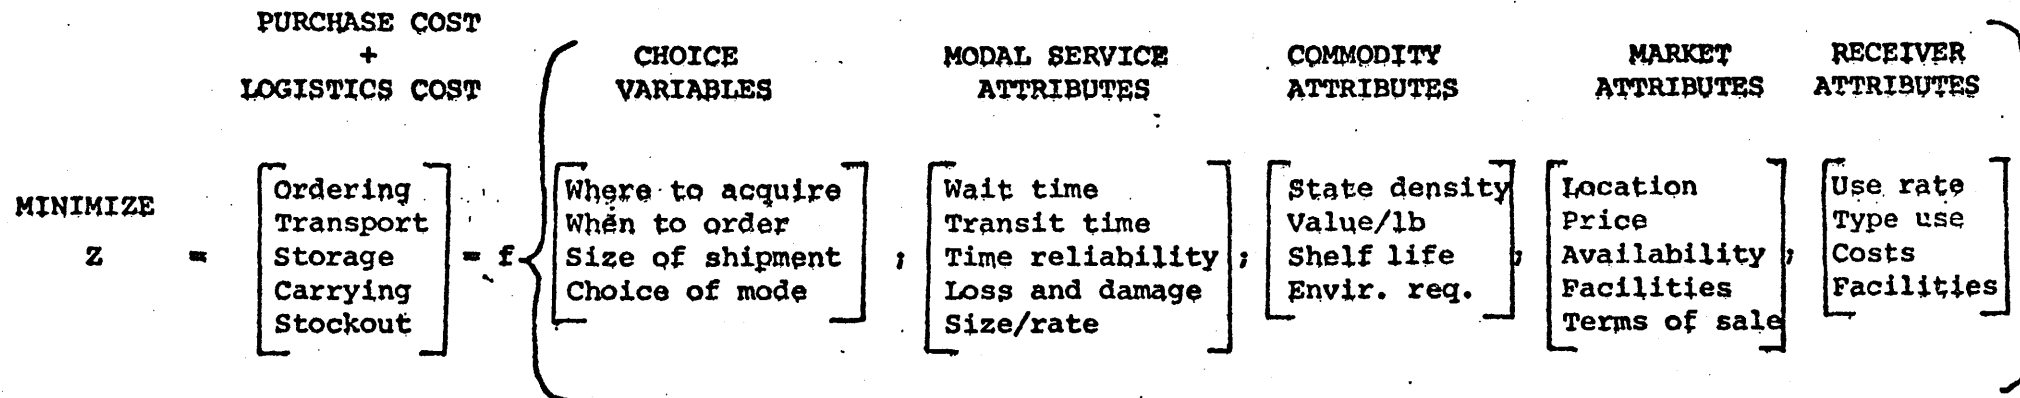 PURCHASE COST
+
LOGISTICS COST
CHOICE
VARIABLES
MODAL SERVICE
ATTRIBUTES
COMMODITY
ATTRIBUTES
MARKET
ATTRIBUTES
RECEIVER
ATTRIBUTES
MINIMIZE
Z =
Ordering
Transport
Storage
Carrying
Stockout
= f
Where to acquire
When to order
Size of shipment
Choice of mode
;
Wait time
Transit time
Time reliability
Loss and damage
Size/rate
;
State density
Value/lb
Shelf life
Envir. req.
;
Location
Price
Availability
Facilities
Terms of sale
;
Use rate
Type use
Costs
Facilities